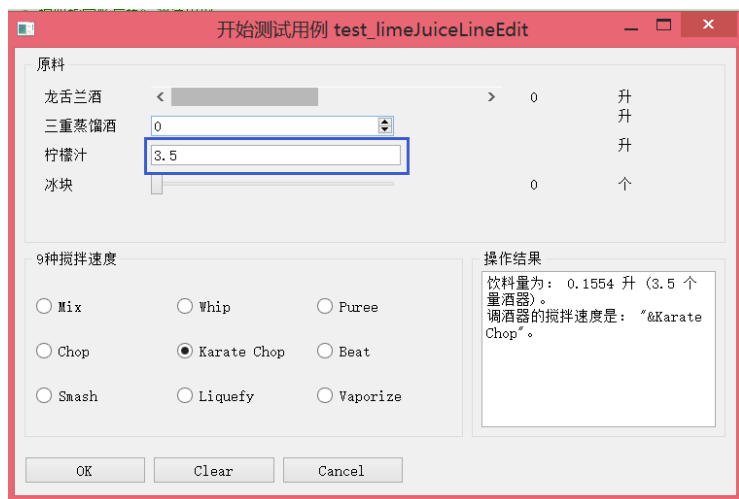 开始测试用例 test_limeJuiceLineEdit
原料
龙舌兰酒 0 升
三重蒸馏酒 0 升
柠檬汁 3.5 升
冰块 0 个
9种搅拌速度
Mix Whip Puree
Chop Karate Chop Beat
Smash Liquefy Vaporize
操作结果
饮料量为: 0.1554 升 (3.5 个
量酒器)。
调酒器的搅拌速度是: "&Karate
Chop"。
OK Clear Cancel